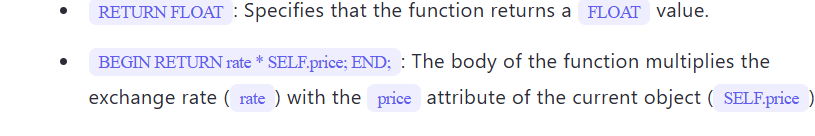 • RETURN FLOAT : Specifies that the function returns a FLOAT value.
• BEGIN RETURN rate * SELF.price; END; : The body of the function multiplies the
exchange rate ( rate ) with the price attribute of the current object ( SELF.price )